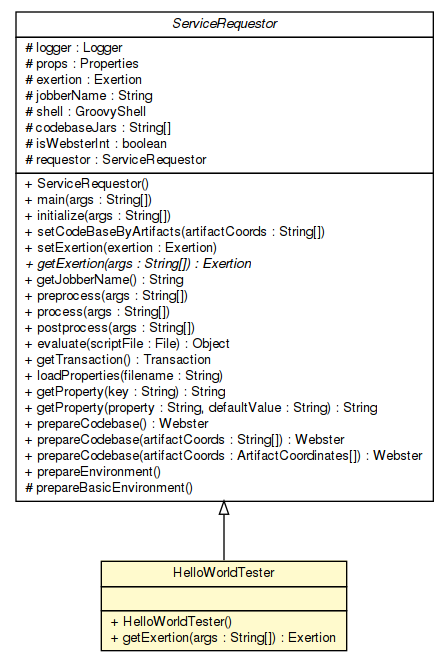 ServiceRequestor
# logger : Logger
# props : Properties
# exertion : Exertion
# jobberName : String
# shell : GroovyShell
# codebaseJars : String[]
# isWebsterInt : boolean
# requestor : ServiceRequestor
+ ServiceRequestor()
+ main(args : String[])
+ initialize(args : String[])
+ setCodeBaseByArtifacts(artifactCoords : String[])
+ setExertion(exertion : Exertion)
+ getExertion(args : String[]) : Exertion
+ getJobberName() : String
+ preprocess(args : String[])
+ process(args : String[])
+ postprocess(args : String[])
+ evaluate(scriptFile : File) : Object
+ getTransaction() : Transaction
+ loadProperties(filename : String)
+ getProperty(key : String) : String
+ getProperty(property : String, defaultValue : String) : String
+ prepareCodebase() : Webster
+ prepareCodebase(artifactCoords : String[]) : Webster
+ prepareCodebase(artifactCoords : ArtifactCoordinates[]) : Webster
+ prepareEnvironment()
# prepareBasicEnvironment()
HelloWorldTester
+ HelloWorldTester()
+ getExertion(args : String[]) : Exertion